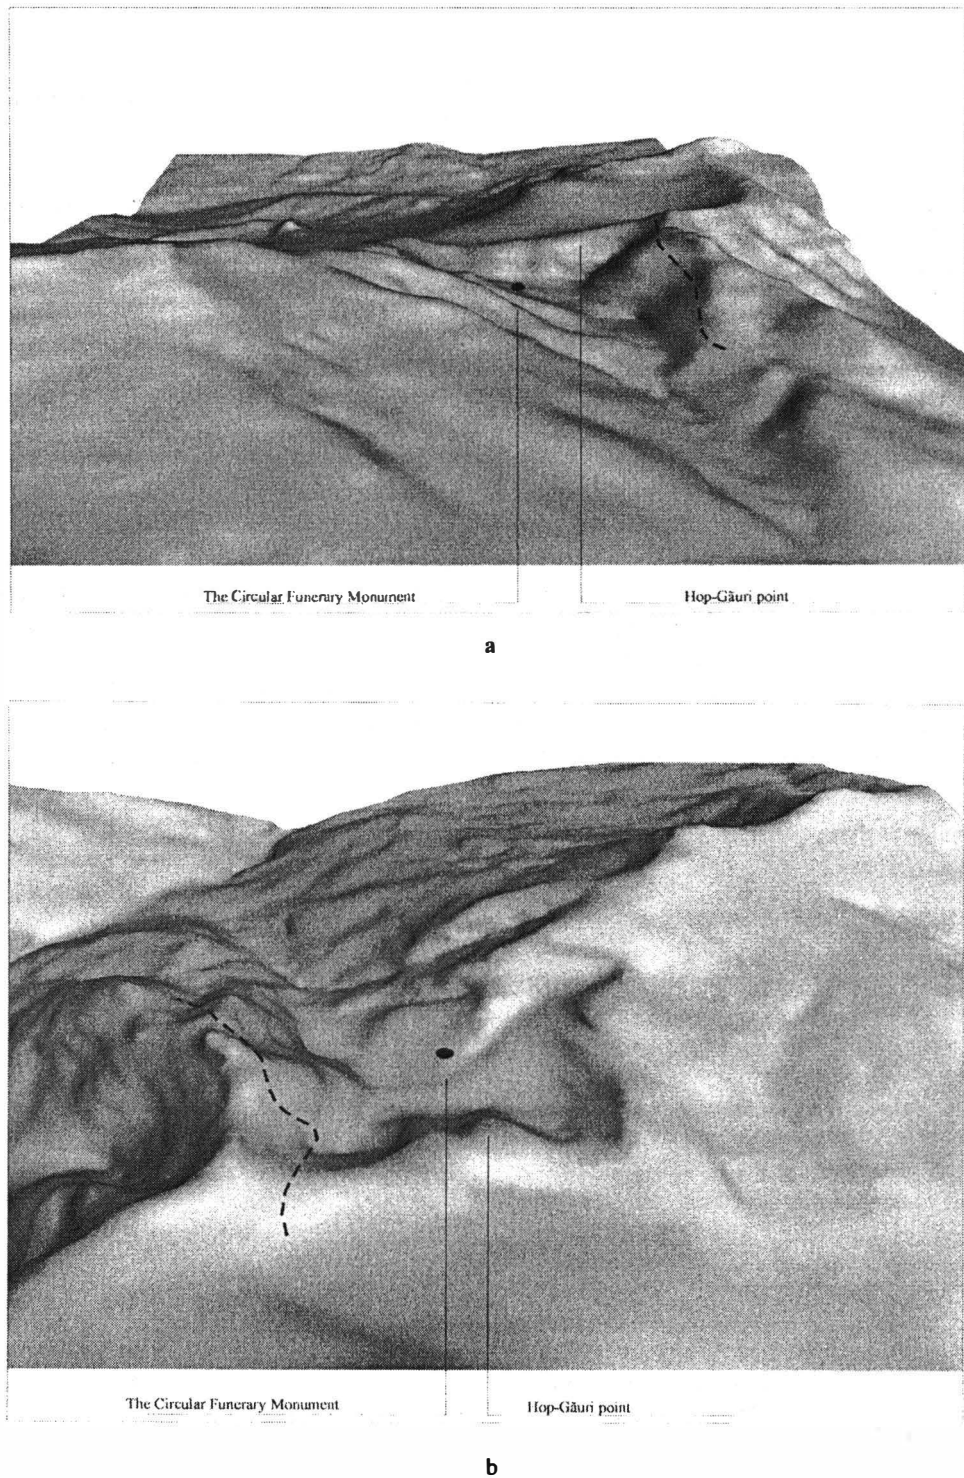 The Circular Funerary Monument
Hop-Găuri point
a
The Circular Funerary Monument
Hop-Găuri point
b